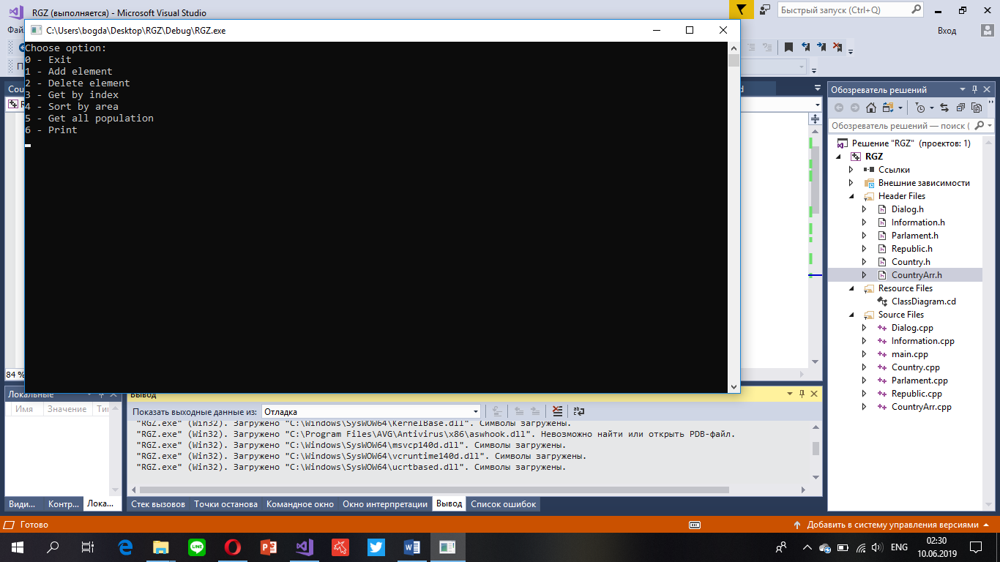 RGZ (выполняется) - Microsoft Visual Studio
Быстрый запуск (Ctrl+Q)
Вход
C:\Users\bogda\Desktop\RGZ\Debug\RGZ.exe
Choose option:
0 - Exit
1 - Add element
2 - Delete element
3 - Get by index
4 - Sort by area
5 - Get all population
6 - Print
84 %
Обозреватель решений
Обозреватель решений — поиск (
Решение "RGZ" (проектов: 1)
RGZ
Ссылки
Внешние зависимости
Header Files
Dialog.h
Information.h
Parlament.h
Republic.h
Country.h
CountryArr.h
Resource Files
ClassDiagram.cd
Source Files
Dialog.cpp
Information.cpp
main.cpp
Country.cpp
Parlament.cpp
Republic.cpp
CountryArr.cpp
Локальные
Имя Значение Тип
Вывод
Показать выходные данные из: Отладка
"RGZ.exe" (Win32). Загружено "C:\Windows\SysWOW64\KernelBase.dll". Символы загружены.
"RGZ.exe" (Win32). Загружено "C:\Program Files\AVG\Antivirus\x86\aswhook.dll". Невозможно найти или открыть PDB-файл.
"RGZ.exe" (Win32). Загружено "C:\Windows\SysWOW64\msvcp140d.dll". Символы загружены.
"RGZ.exe" (Win32). Загружено "C:\Windows\SysWOW64\vcruntime140d.dll". Символы загружены.
"RGZ.exe" (Win32). Загружено "C:\Windows\SysWOW64\ucrtbased.dll". Символы загружены.
Види... Контр... Лока...
Стек вызовов Точки останова Командное окно Окно интерпретации Вывод Список ошибок
Готово
Добавить в систему управления версиями
ENG
02:30
10.06.2019